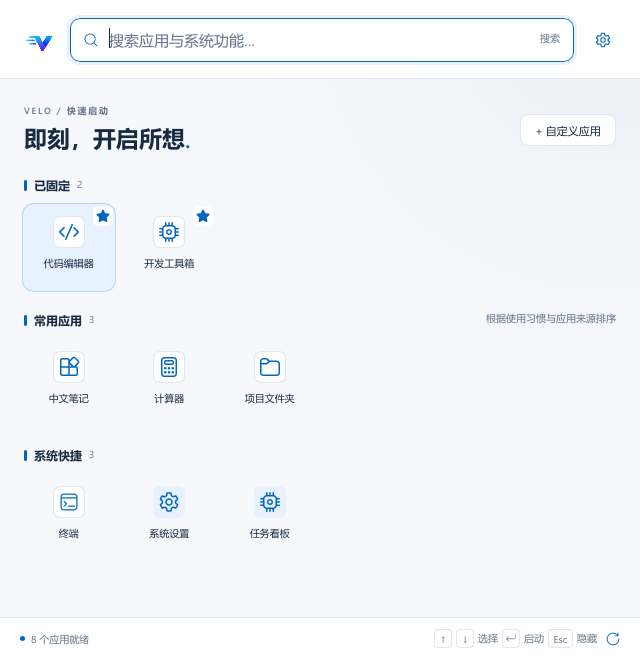 搜索应用与系统功能...
搜索
VELO / 快速启动
即刻，开启所想.
+ 自定义应用
已固定 2
代码编辑器
开发工具箱
常用应用 3
根据使用习惯与应用来源排序
中文笔记
计算器
项目文件夹
系统快捷 3
终端
系统设置
任务看板
8 个应用就绪
↑ ↓ 选择 ↵ 启动 Esc 隐藏